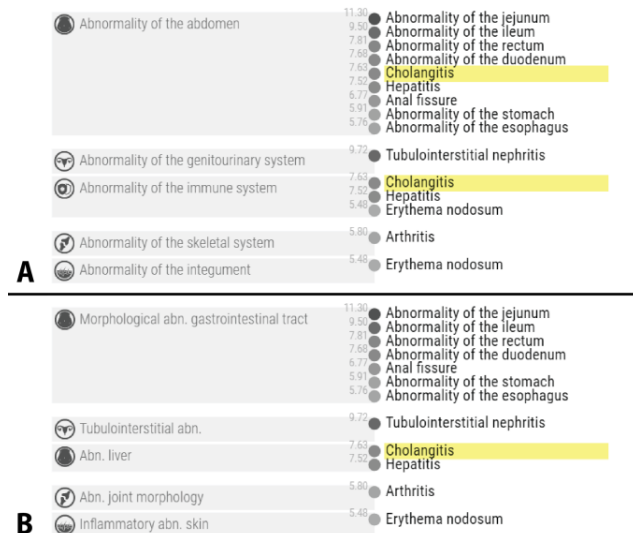 Abnormality of the abdomen
11.30 Abnormality of the jejunum
9.50 Abnormality of the ileum
7.81 Abnormality of the rectum
7.68 Abnormality of the duodenum
7.63 Cholangitis
7.52 Hepatitis
6.77 Anal fissure
5.91 Abnormality of the stomach
5.76 Abnormality of the esophagus
Abnormality of the genitourinary system
9.72 Tubulointerstitial nephritis
Abnormality of the immune system
7.63 Cholangitis
7.52 Hepatitis
5.48 Erythema nodosum
Abnormality of the skeletal system
5.80 Arthritis
A
Abnormality of the integument
5.48 Erythema nodosum
Morphological abn. gastrointestinal tract
11.30 Abnormality of the jejunum
9.50 Abnormality of the ileum
7.81 Abnormality of the rectum
7.68 Abnormality of the duodenum
6.77 Anal fissure
5.91 Abnormality of the stomach
5.76 Abnormality of the esophagus
Tubulointerstitial abn.
9.72 Tubulointerstitial nephritis
Abn. liver
7.63 Cholangitis
7.52 Hepatitis
Abn. joint morphology
5.80 Arthritis
B
Inflammatory abn. skin
5.48 Erythema nodosum